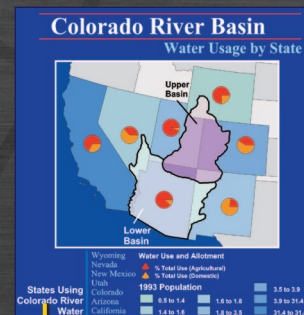 Colorado River Basin
Water Usage by State
Upper
Basin
Lower
Basin
Wyoming
Nevada
New Mexico
Utah
Colorado
Arizona
California
States Using
Colorado River
Water
Water Use and Allotment
% Total Use (Agricultural)
% Total Use (Domestic)
1993 Population
0.5 to 1.4
1.6 to 1.8
3.5 to 3.9
1.4 to 1.6
1.8 to 3.5
3.9 to 31.4